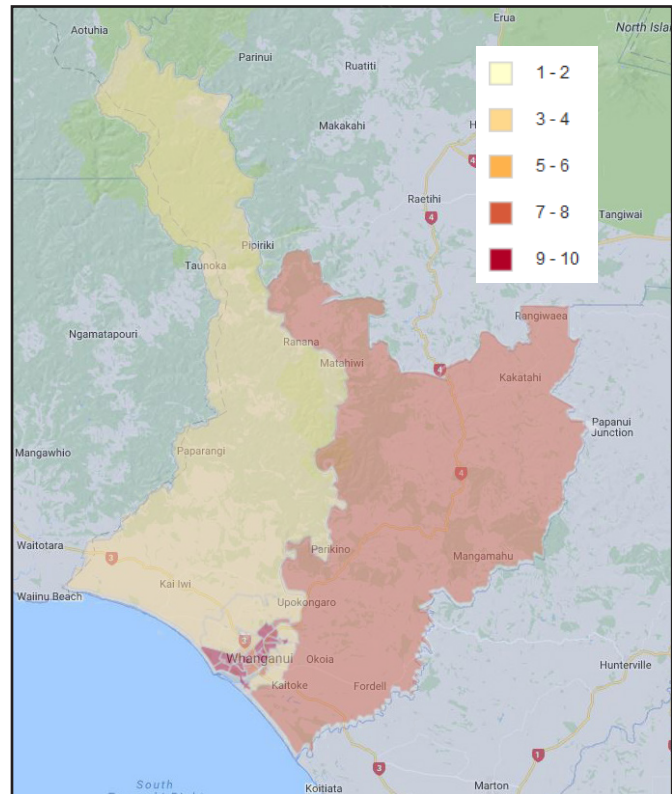 Erua
Aotuhia
North Islan
Parinui
Ruatiti
1 - 2
3 - 4
5 - 6
7 - 8
9 - 10
Makakahi
H
4
Raetihi
4
Tangiwai
Pipiriki
Taunoka
Rangiwaea
Ngamatapouri
Ranana
Matahiwi
4
Kakatahi
Papanui
Junction
Mangawhio
Paparangi
4
Waitotara
3
Parikino
Mangamahu
Kai Iwi
Waiinu Beach
Upokongaro
3
Whanganui
Okoia
Hunterville
Kaitoke
Fordell
1
3
South
Koitiata
Marton